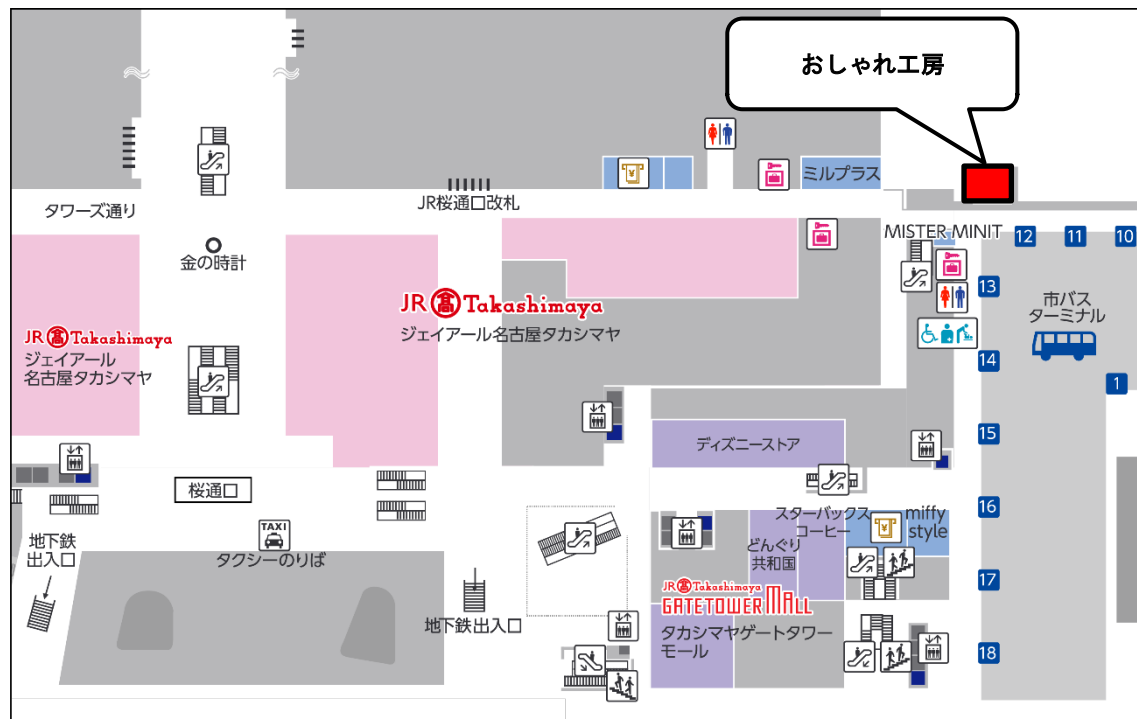 おしゃれ工房
ミルプラス
タワーズ通り
JR桜通口改札
金の時計
MISTER MINIT
12
11
10
13
市バス
ターミナル
JR 髙 Takashimaya
ジェイアール名古屋タカシマヤ
JR 髙 Takashimaya
ジェイアール
名古屋タカシマヤ
14
1
ディズニーストア
15
桜通口
スターバックス
コーヒー
miffy
style
16
地下鉄
出入口
TAXI
タクシーのりば
どんぐり
共和国
17
JR 髙 Takashimaya
GATETOWER MALL
タカシマヤゲートタワー
モール
地下鉄出入口
18